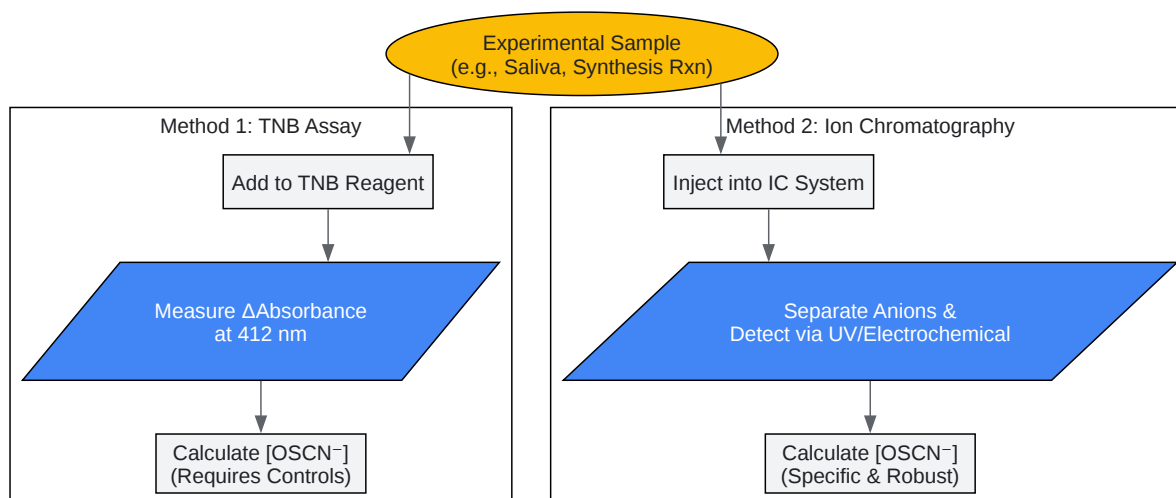 Experimental Sample
(e.g., Saliva, Synthesis Rxn)
Method 1: TNB Assay
Add to TNB Reagent
Measure ΔAbsorbance
at 412 nm
Calculate [OSCN⁻]
(Requires Controls)
Method 2: Ion Chromatography
Inject into IC System
Separate Anions &
Detect via UV/Electrochemical
Calculate [OSCN⁻]
(Specific & Robust)